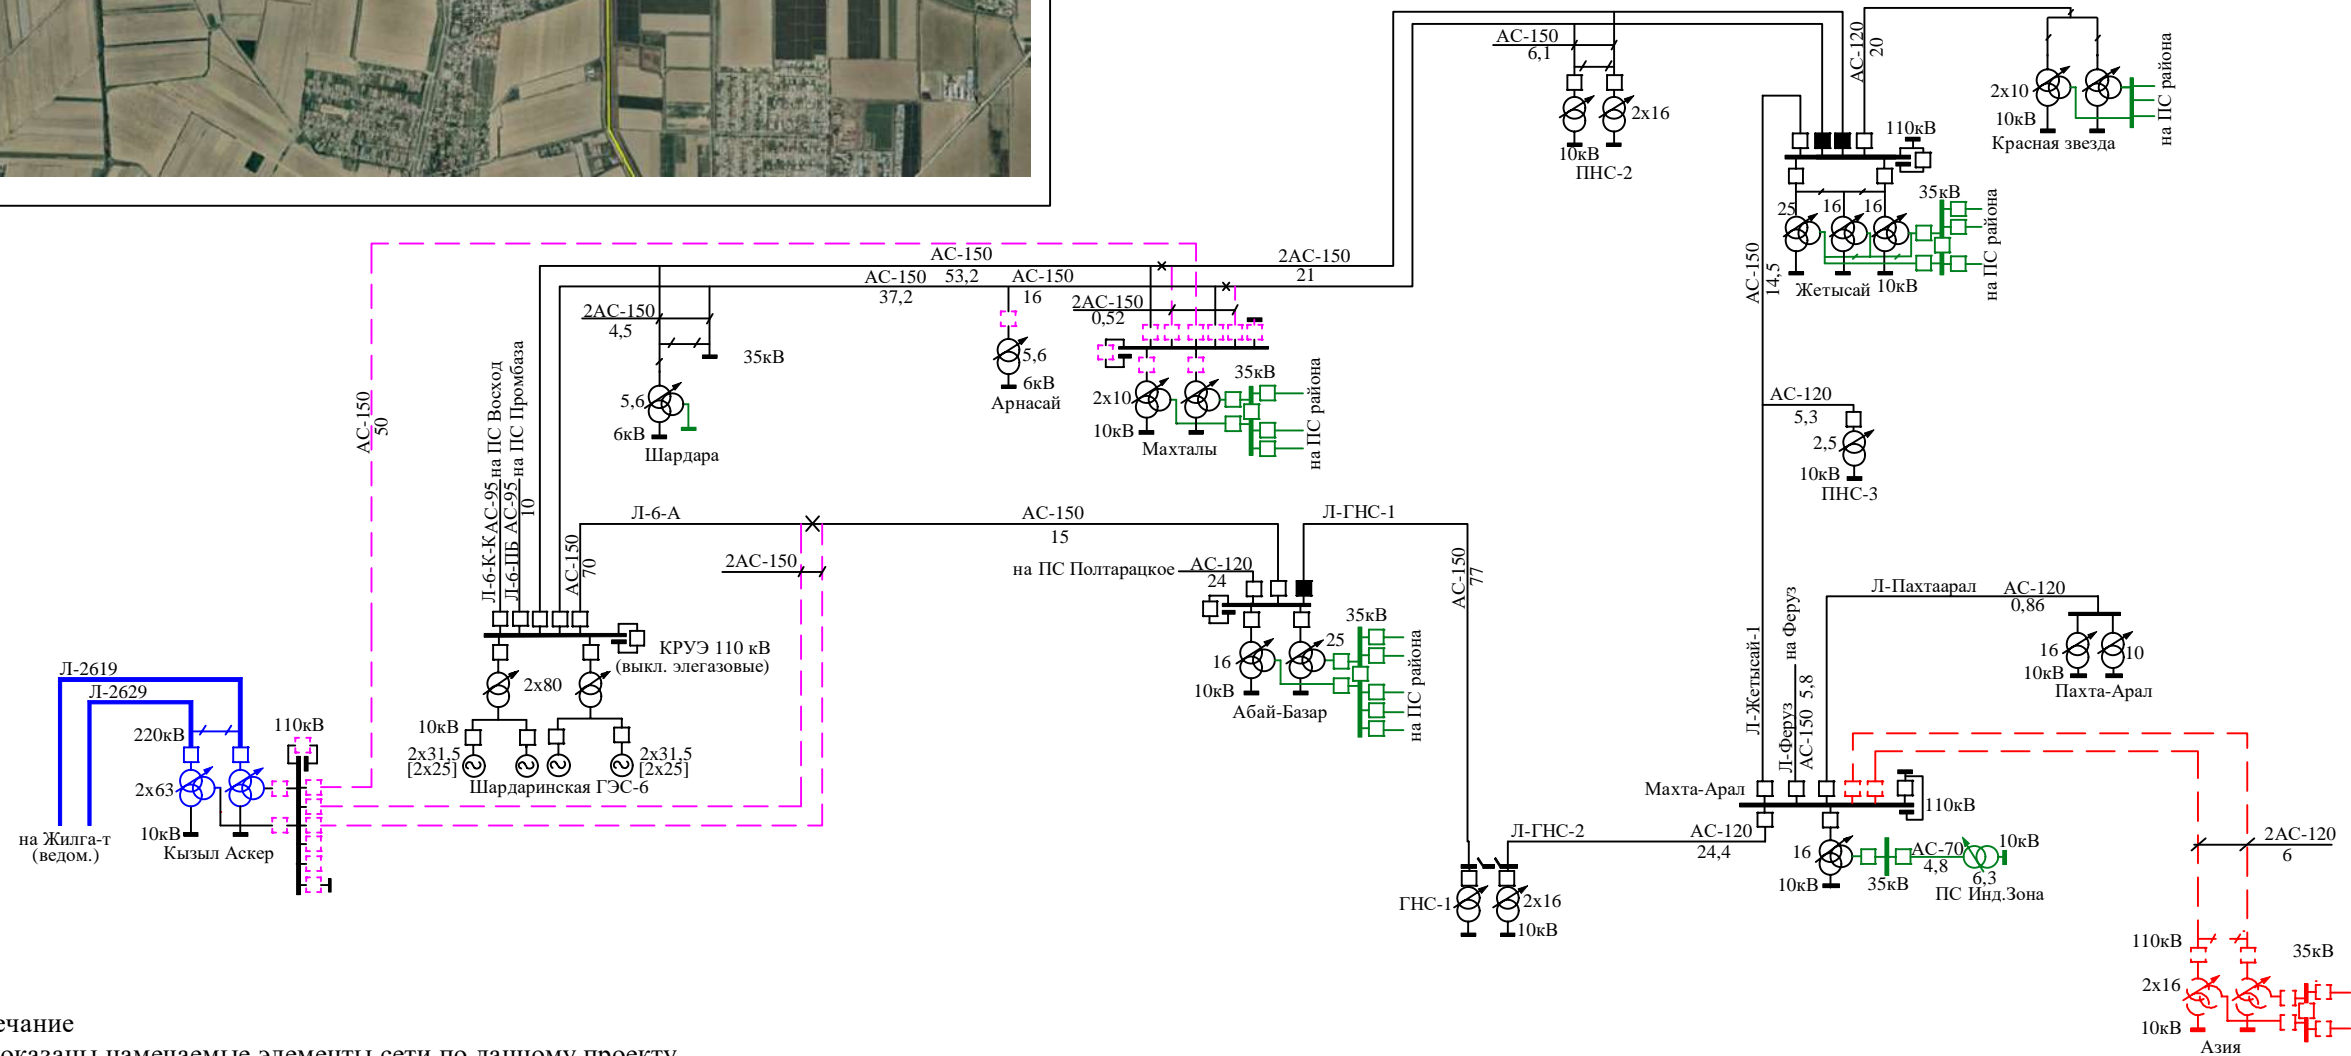 АС-150
6,1
2х16
10кВ
ПНС-2
АС-120
20
2х10
10кВ
Красная звезда
на ПС района
110кВ
35кВ
25
16
16
на ПС района
Жетысай
10кВ
АС-150
14,5
АС-150
53,2
АС-150
37,2
АС-150
16
2АС-150
21
2АС-150
0,52
2АС-150
4,5
35кВ
5,6
6кВ
Шардара
5,6
6кВ
Арнасай
35кВ
2х10
10кВ
Махталы
на ПС района
АС-150
50
АС-120
5,3
2,5
10кВ
ПНС-3
Л-6-К-К АС-95 на ПС Восход
Л-6-ПБ АС-95 на ПС Промбаза
10
АС-150
70
Л-6-А
АС-150
15
2АС-150
Л-ГНС-1
на ПС Полтарацкое
АС-120
24
АС-150
77
35кВ
16
25
10кВ
Абай-Базар
на ПС района
КРУЭ 110 кВ
(выкл. элегазовые)
2х80
10кВ
2х31,5
[2х25]
2х31,5
[2х25]
Шардаринская ГЭС-6
Л-2619
Л-2629
220кВ
110кВ
2х63
10кВ
на Жилга-т
(ведом.)
Кызыл Аскер
Л-Жетысай-1
Л-Феруз на Феруз
АС-150 5,8
Л-Пахтаарал
АС-120
0,86
16
10
10кВ
Пахта-Арал
Махта-Арал
110кВ
Л-ГНС-2
АС-120
24,4
16
10кВ
35кВ
АС-70
4,8
6,3
10кВ
ПС Инд.Зона
ГНС-1
2х16
10кВ
2АС-120
6
110кВ
35кВ
2х16
10кВ
Азия
ечание
оказаны намечаемые элементы сети по данному проекту